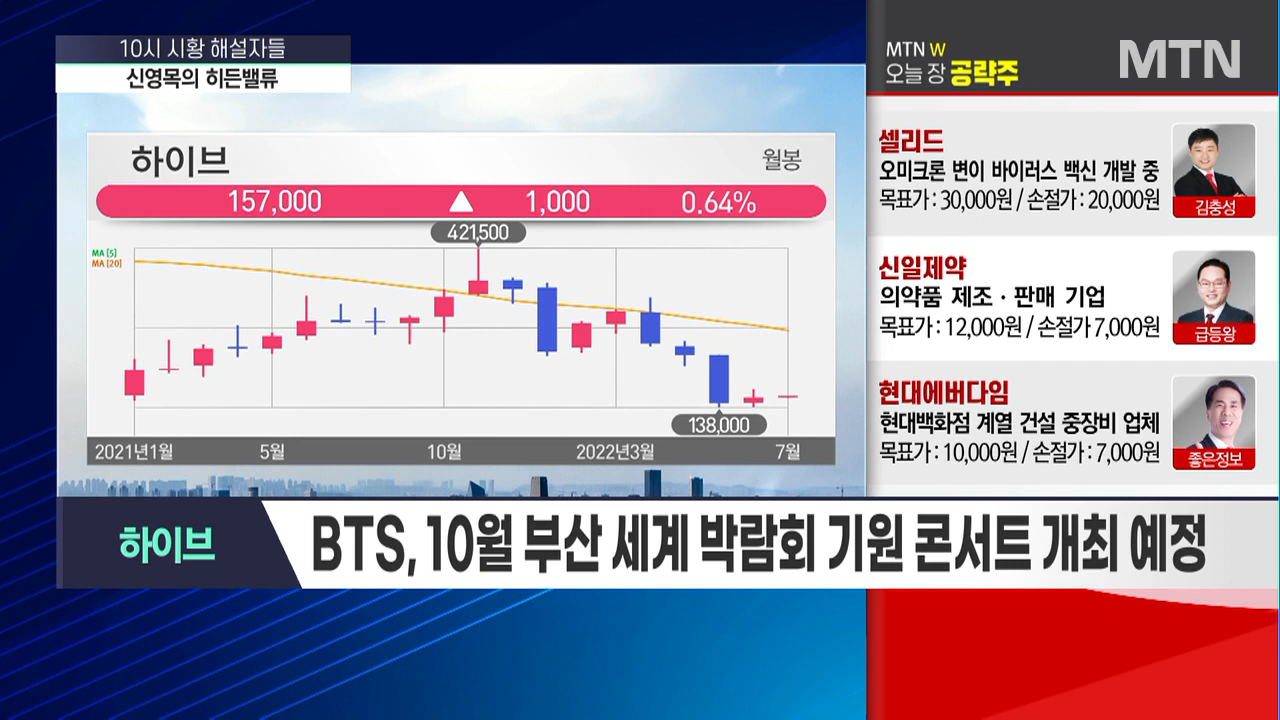 10시 시황 해설자들
신영목의 히든밸류
하이브
월봉
157,000 ▲ 1,000 0.64%
421,500
MA [5]
MA [20]
138,000
2021년1월 5월 10월 2022년3월 7월
하이브
BTS, 10월 부산 세계 박람회 기원 콘서트 개최 예정
MTN W
오늘 장 공략주
MTN
셀리드
오미크론 변이 바이러스 백신 개발 중
목표가 : 30,000원 / 손절가 : 20,000원
김충성
신일제약
의약품 제조 · 판매 기업
목표가 : 12,000원 / 손절가 7,000원
급등왕
현대에버다임
현대백화점 계열 건설 중장비 업체
목표가 : 10,000원 / 손절가 : 7,000원
좋은정보